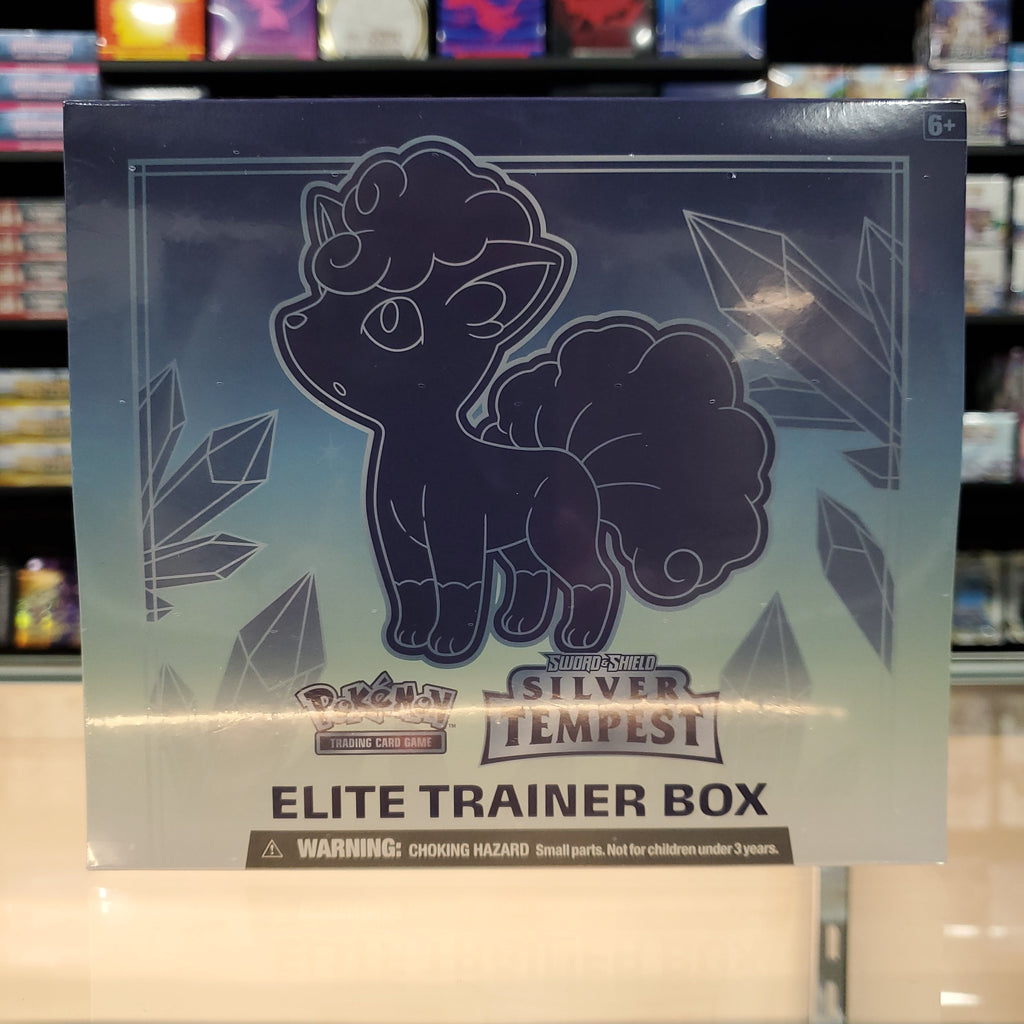 6+
Pokémon
TM
TRADING CARD GAME
SWORD & SHIELD
SILVER
TEMPEST
ELITE TRAINER BOX
WARNING: CHOKING HAZARD Small parts. Not for children under 3 years.